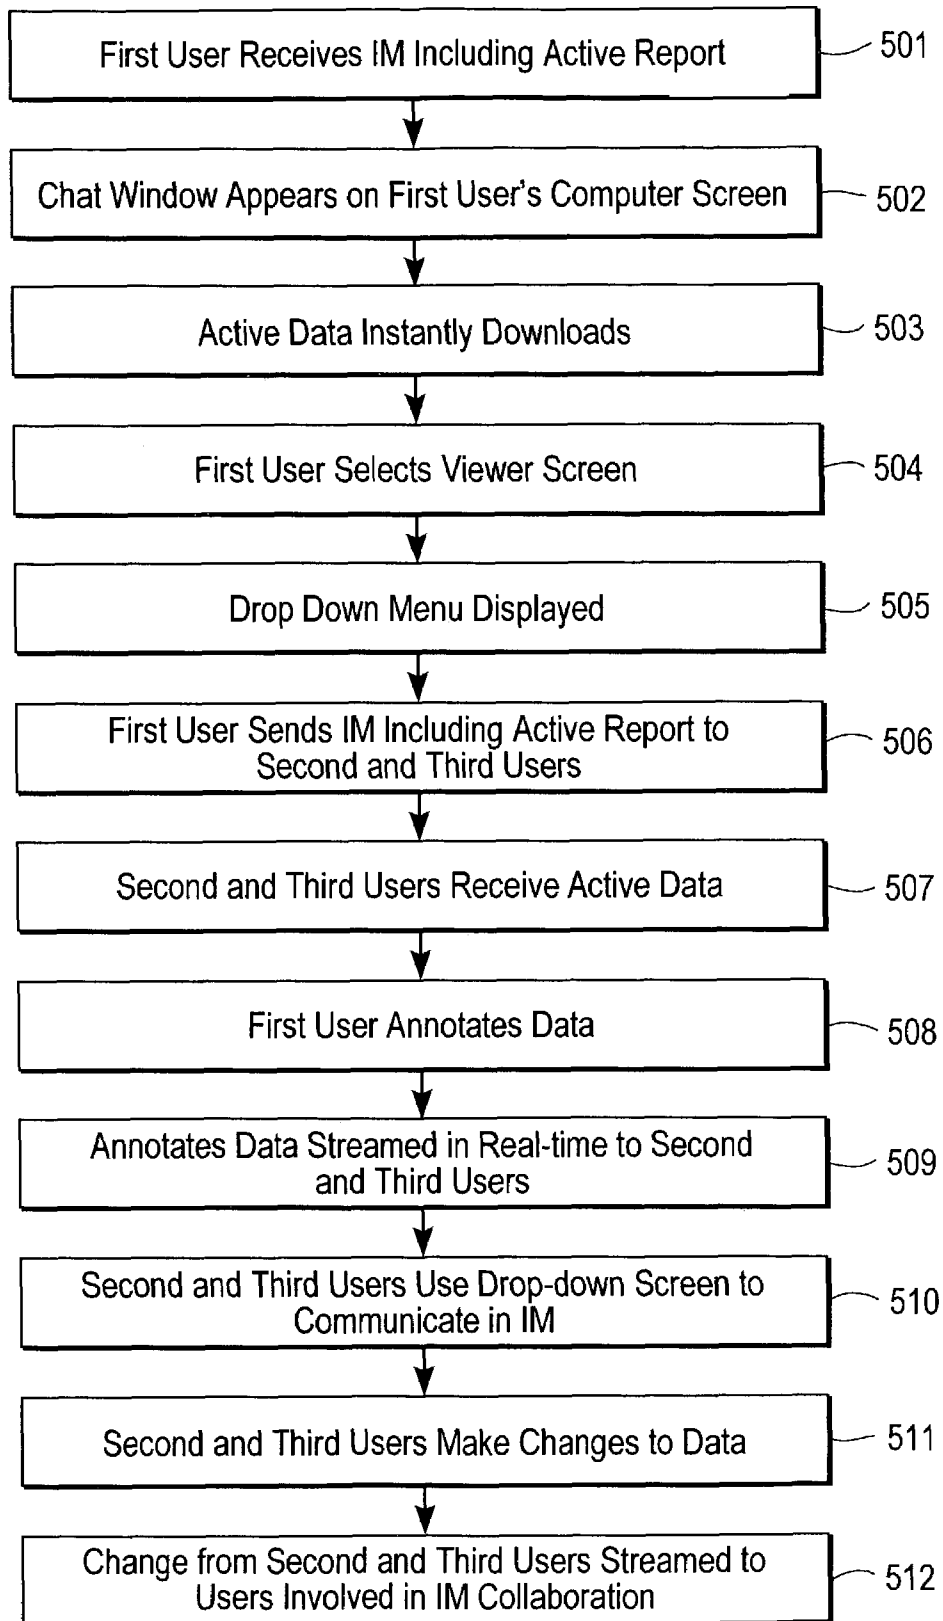 First User Receives IM Including Active Report
501
Chat Window Appears on First User's Computer Screen
502
Active Data Instantly Downloads
503
First User Selects Viewer Screen
504
Drop Down Menu Displayed
505
First User Sends IM Including Active Report to
Second and Third Users
506
Second and Third Users Receive Active Data
507
First User Annotates Data
508
Annotates Data Streamed in Real-time to Second
and Third Users
509
Second and Third Users Use Drop-down Screen to
Communicate in IM
510
Second and Third Users Make Changes to Data
511
Change from Second and Third Users Streamed to
Users Involved in IM Collaboration
512